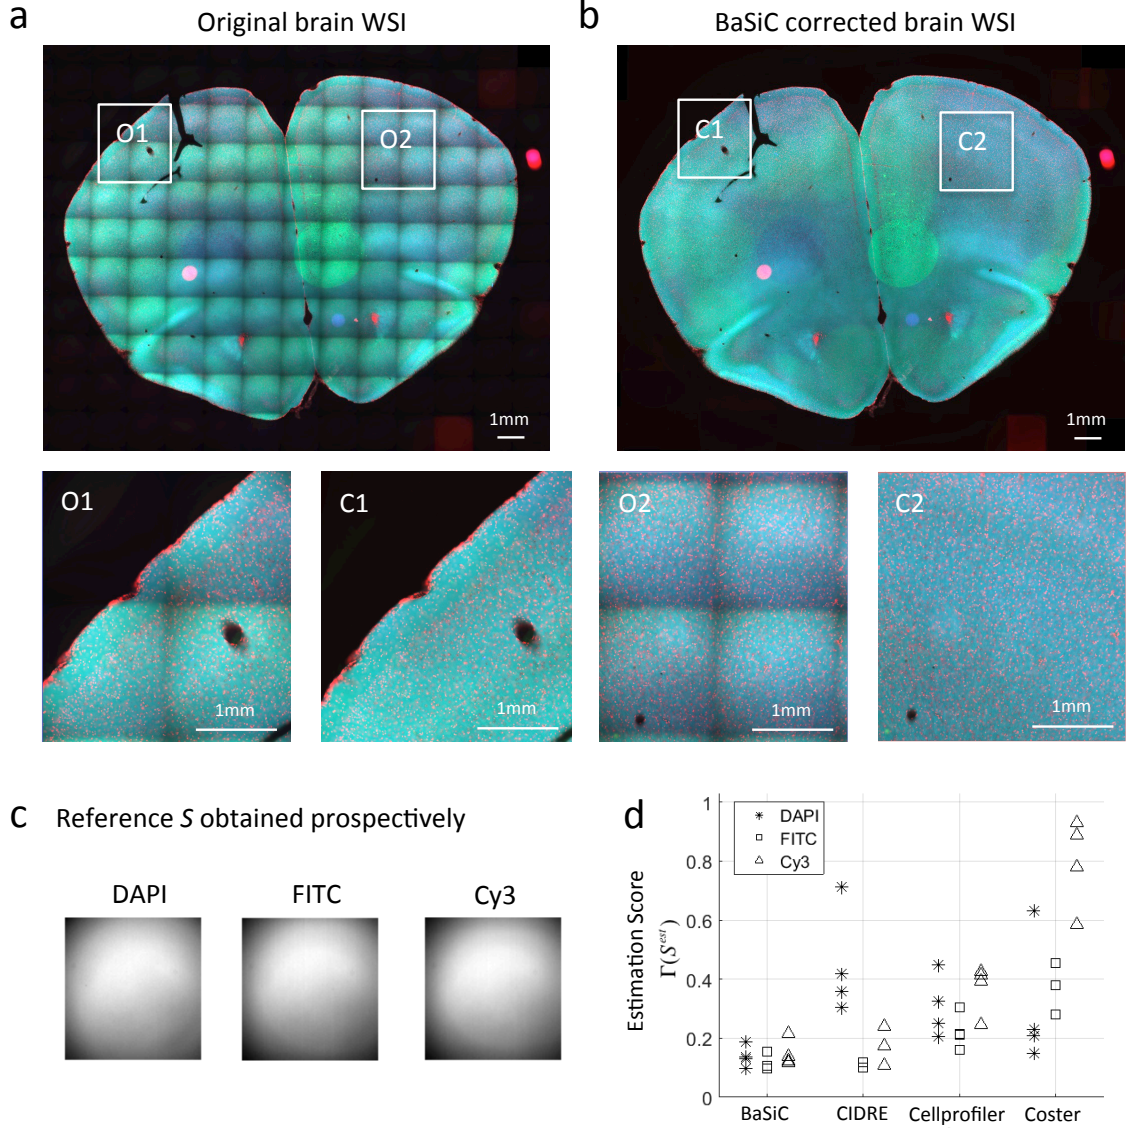 a
Original brain WSI
b
BaSiC corrected brain WSI
O1
O2
1mm
C1
C2
1mm
O1
1mm
C1
1mm
O2
1mm
C2
1mm
c
Reference S obtained prospectively
DAPI
FITC
Cy3
d
Estimation Score
Γ(S^est)
1
0.8
0.6
0.4
0.2
0
DAPI
FITC
Cy3
BaSiC
CIDRE
Cellprofiler
Coster